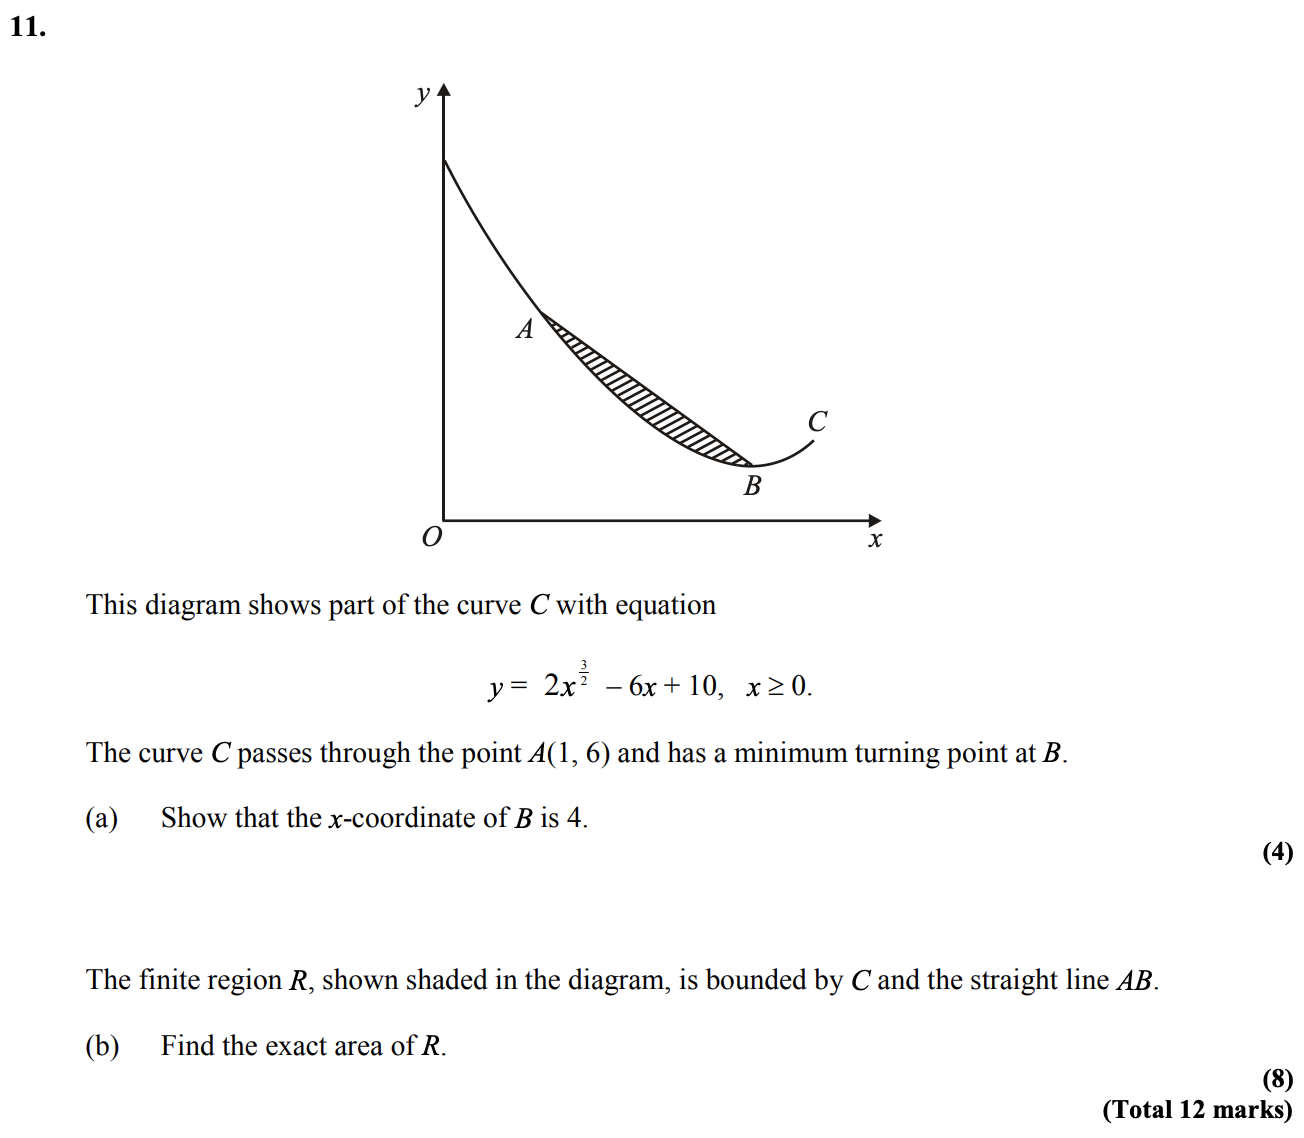 11.
y
A
C
B
O
x
This diagram shows part of the curve C with equation
y = 2x^{3/2} – 6x + 10, x ≥ 0.
The curve C passes through the point A(1, 6) and has a minimum turning point at B.
(a) Show that the x-coordinate of B is 4.
(4)
The finite region R, shown shaded in the diagram, is bounded by C and the straight line AB.
(b) Find the exact area of R.
(8)
(Total 12 marks)